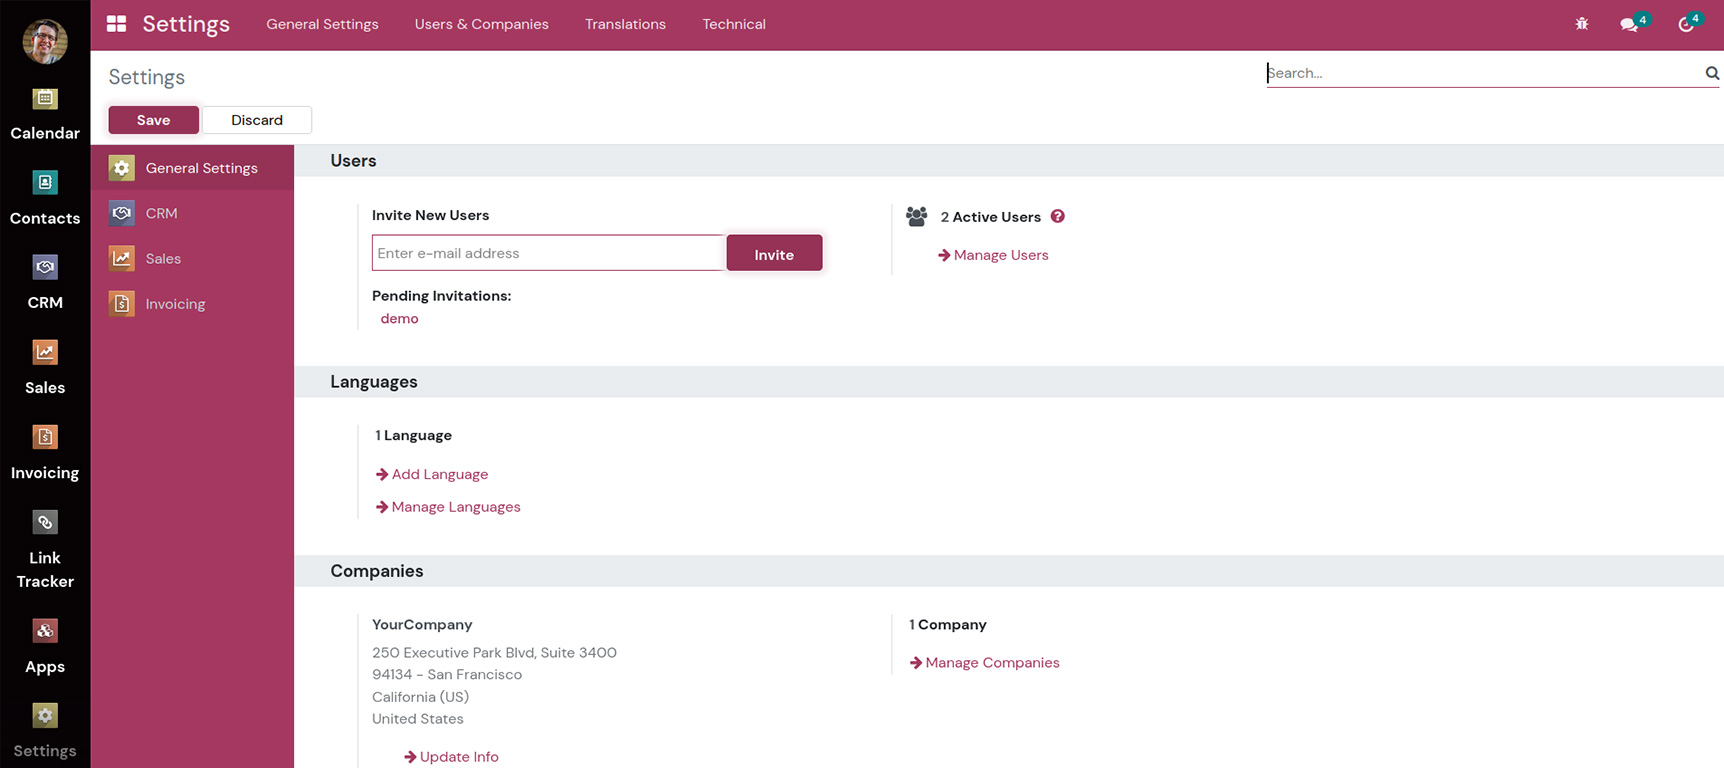 Settings
General Settings
Users & Companies
Translations
Technical
4
4
Calendar
Contacts
CRM
Sales
Invoicing
Link
Tracker
Apps
Settings
Settings
Search...
Save
Discard
General Settings
CRM
Sales
Invoicing
Users
Invite New Users
Enter e-mail address
Invite
Pending Invitations:
demo
2 Active Users
Manage Users
Languages
1 Language
Add Language
Manage Languages
Companies
YourCompany
250 Executive Park Blvd, Suite 3400
94134 - San Francisco
California (US)
United States
Update Info
1 Company
Manage Companies